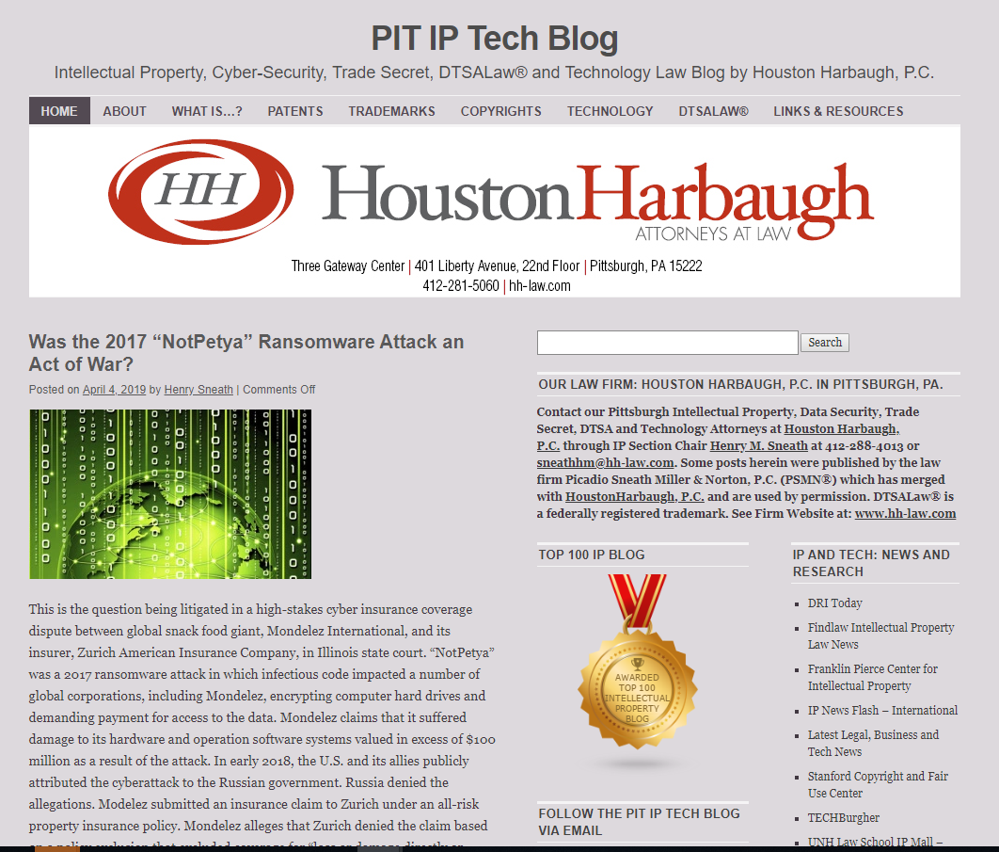 PIT IP Tech Blog
Intellectual Property, Cyber-Security, Trade Secret, DTSALaw® and Technology Law Blog by Houston Harbaugh, P.C.
HOME ABOUT WHAT IS...? PATENTS TRADEMARKS COPYRIGHTS TECHNOLOGY DTSALAW® LINKS & RESOURCES
HH HoustonHarbaugh
ATTORNEYS AT LAW
Three Gateway Center | 401 Liberty Avenue, 22nd Floor | Pittsburgh, PA 15222
412-281-5060 | hh-law.com
Was the 2017 “NotPetya” Ransomware Attack an
Act of War?
Posted on April 4, 2019 by Henry Sneath | Comments Off
This is the question being litigated in a high-stakes cyber insurance coverage
dispute between global snack food giant, Mondelez International, and its
insurer, Zurich American Insurance Company, in Illinois state court. “NotPetya”
was a 2017 ransomware attack in which infectious code impacted a number of
global corporations, including Mondelez, encrypting computer hard drives and
demanding payment for access to the data. Mondelez claims that it suffered
damage to its hardware and operation software systems valued in excess of $100
million as a result of the attack. In early 2018, the U.S. and its allies publicly
attributed the cyberattack to the Russian government. Russia denied the
allegations. Modelez submitted an insurance claim to Zurich under an all-risk
property insurance policy. Mondelez alleges that Zurich denied the claim based
Search
OUR LAW FIRM: HOUSTON HARBAUGH, P.C. IN PITTSBURGH, PA.
Contact our Pittsburgh Intellectual Property, Data Security, Trade
Secret, DTSA and Technology Attorneys at Houston Harbaugh,
P.C. through IP Section Chair Henry M. Sneath at 412-288-4013 or
sneathhm@hh-law.com. Some posts herein were published by the law
firm Picadio Sneath Miller & Norton, P.C. (PSMN®) which has merged
with HoustonHarbaugh, P.C. and are used by permission. DTSALaw® is
a federally registered trademark. See Firm Website at: www.hh-law.com
TOP 100 IP BLOG
AWARDED
TOP 100
INTELLECTUAL
PROPERTY
BLOG
FOLLOW THE PIT IP TECH BLOG
VIA EMAIL
IP AND TECH: NEWS AND
RESEARCH
DRI Today
Findlaw Intellectual Property
Law News
Franklin Pierce Center for
Intellectual Property
IP News Flash – International
Latest Legal, Business and
Tech News
Stanford Copyright and Fair
Use Center
TECHBurgher
UNH Law School IP Mall –